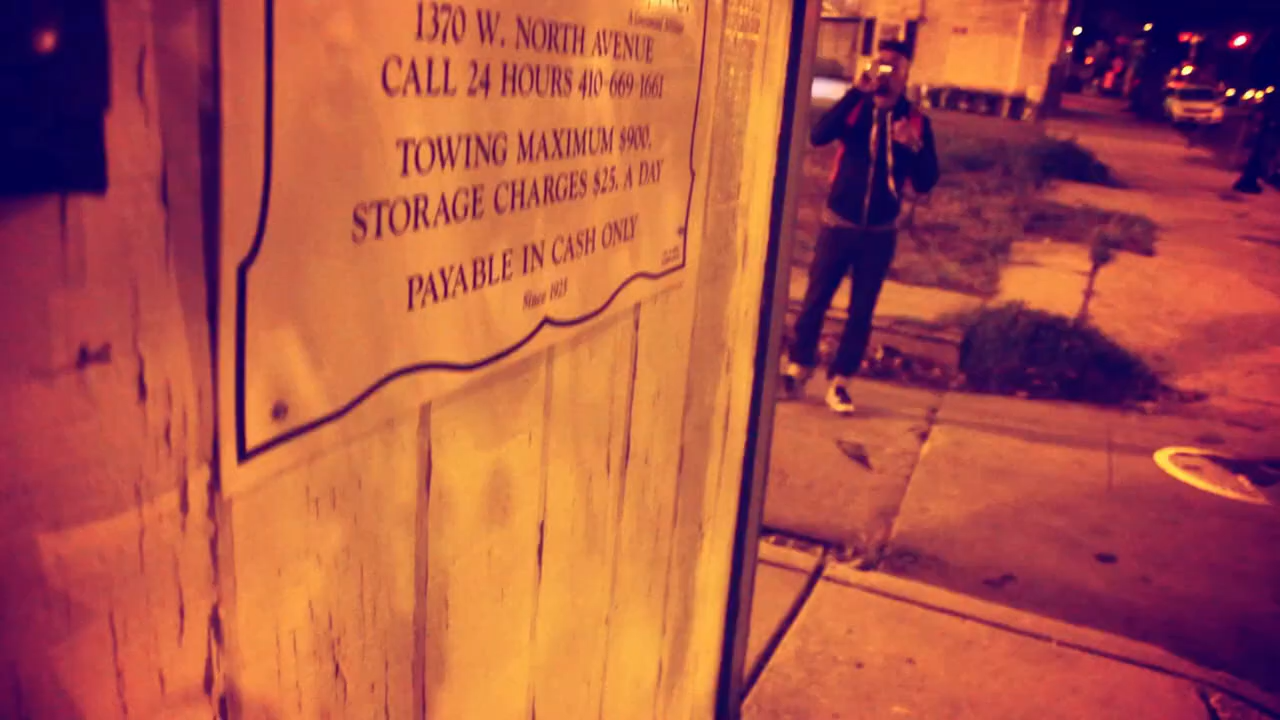 1370 W. NORTH AVENUE
CALL 24 HOURS 410-669-1661
TOWING MAXIMUM $900.
STORAGE CHARGES $25. A DAY
PAYABLE IN CASH ONLY
Since 1925